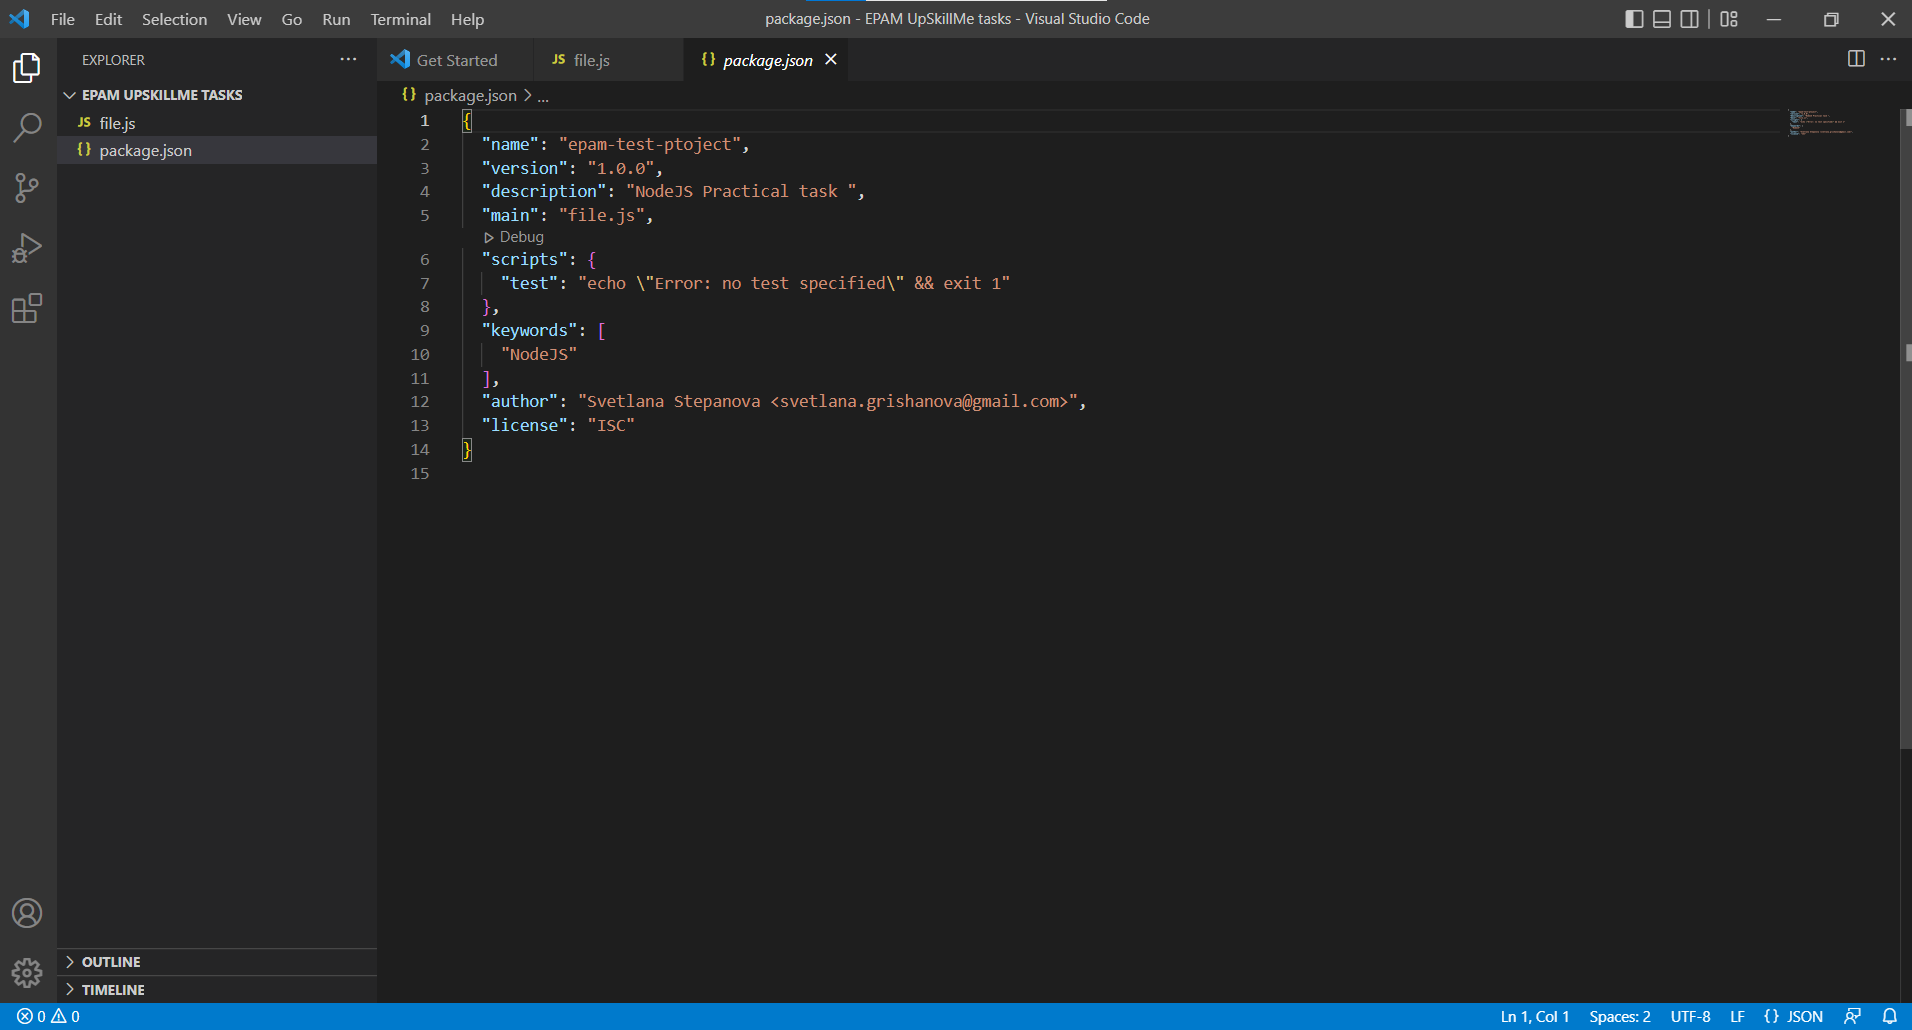 File Edit Selection View Go Run Terminal Help
package.json - EPAM UpSkillMe tasks - Visual Studio Code
EXPLORER
EPAM UPSKILLME TASKS
JS file.js
{} package.json
OUTLINE
TIMELINE
Get Started
JS file.js
{} package.json
{} package.json > ...
1 {
2 "name": "epam-test-ptoject",
3 "version": "1.0.0",
4 "description": "NodeJS Practical task ",
5 "main": "file.js",
Debug
6 "scripts": {
7 "test": "echo \"Error: no test specified\" && exit 1"
8 },
9 "keywords": [
10 "NodeJS"
11 ],
12 "author": "Svetlana Stepanova <svetlana.grishanova@gmail.com>",
13 "license": "ISC"
14 }
15
0 0
Ln 1, Col 1 Spaces: 2 UTF-8 LF {} JSON